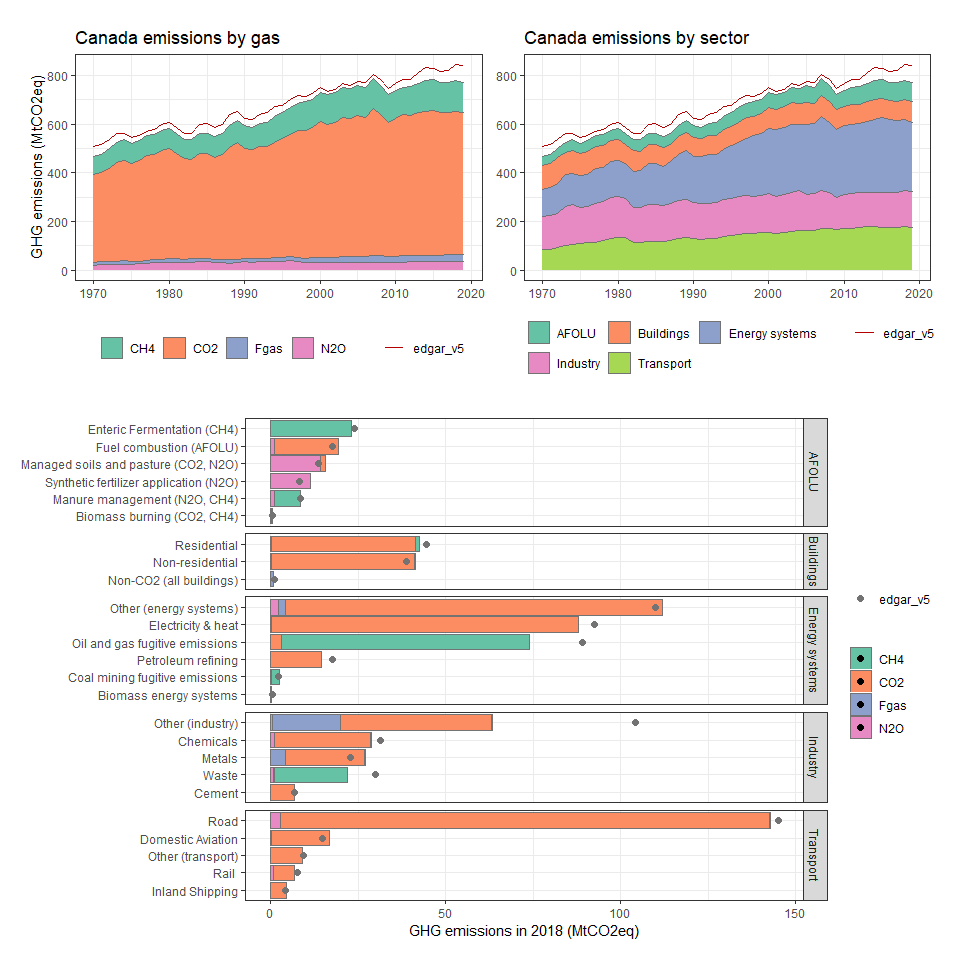 Canada emissions by gas
GHG emissions (MtCO2eq)
800
600
400
200
0
1970 1980 1990 2000 2010 2020
CH4 CO2 Fgas N2O edgar_v5
Canada emissions by sector
800
600
400
200
0
1970 1980 1990 2000 2010 2020
AFOLU Buildings Energy systems edgar_v5
Industry Transport
Enteric Fermentation (CH4)
Fuel combustion (AFOLU)
Managed soils and pasture (CO2, N2O)
Synthetic fertilizer application (N2O)
Manure management (N2O, CH4)
Biomass burning (CO2, CH4)
AFOLU
Residential
Non-residential
Non-CO2 (all buildings)
Buildings
Other (energy systems)
Electricity & heat
Oil and gas fugitive emissions
Petroleum refining
Coal mining fugitive emissions
Biomass energy systems
Energy systems
Other (industry)
Chemicals
Metals
Waste
Cement
Industry
Road
Domestic Aviation
Other (transport)
Rail
Inland Shipping
Transport
0 50 100 150
GHG emissions in 2018 (MtCO2eq)
edgar_v5
CH4
CO2
Fgas
N2O